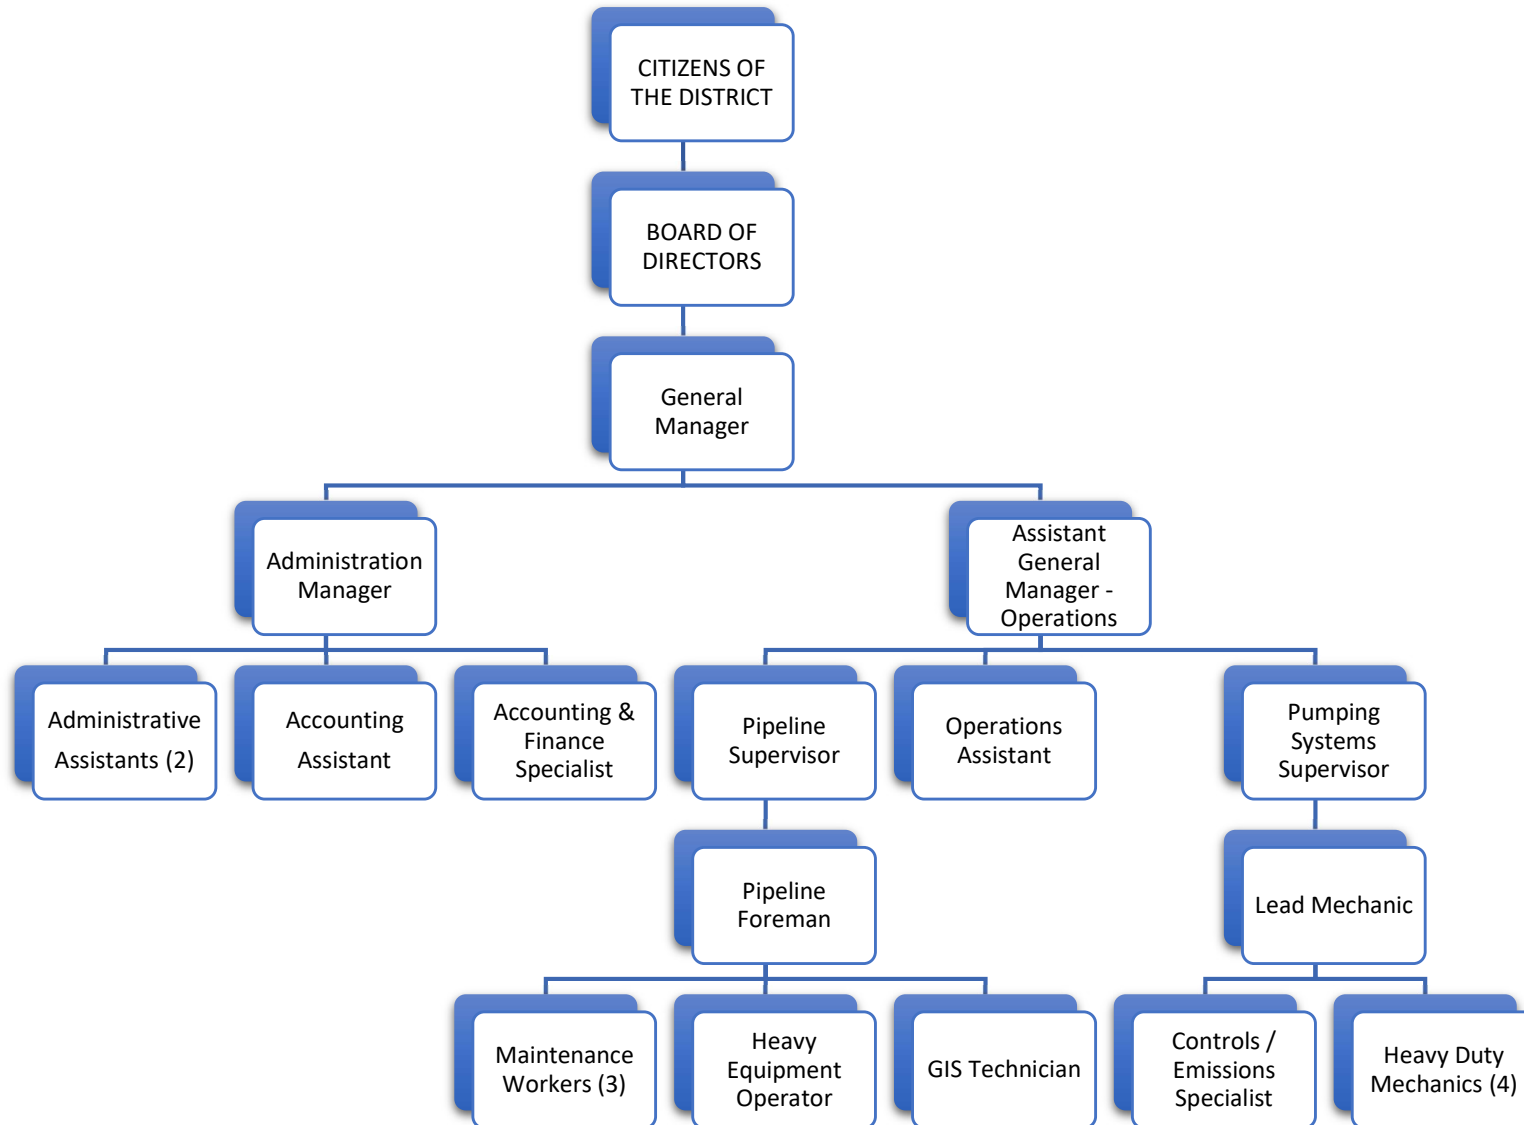 CITIZENS OF
THE DISTRICT
BOARD OF
DIRECTORS
General
Manager
Administration
Manager
Assistant
General
Manager -
Operations
Administrative
Assistants (2)
Accounting
Assistant
Accounting &
Finance
Specialist
Pipeline
Supervisor
Operations
Assistant
Pumping
Systems
Supervisor
Pipeline
Foreman
Lead Mechanic
Maintenance
Workers (3)
Heavy
Equipment
Operator
GIS Technician
Controls /
Emissions
Specialist
Heavy Duty
Mechanics (4)